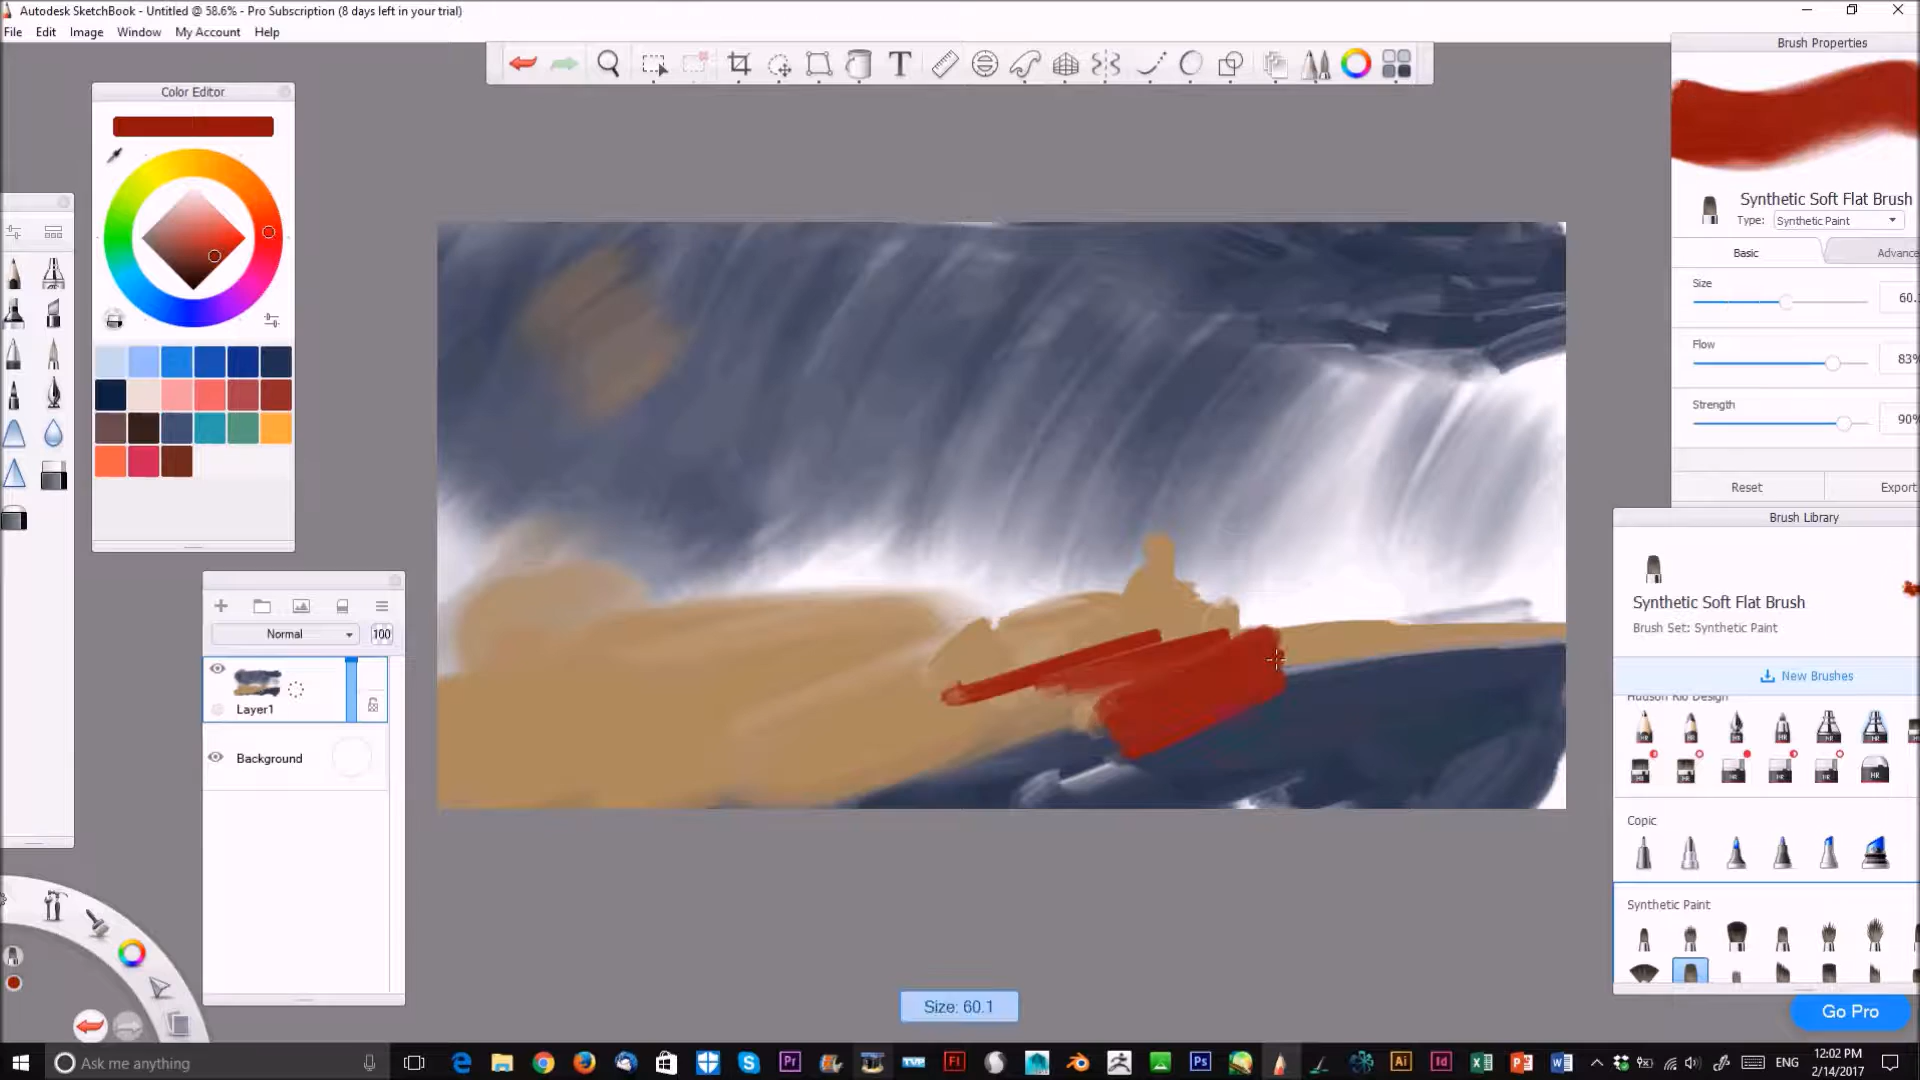 Autodesk SketchBook - Untitled @ 58.6% - Pro Subscription (8 days left in your trial)
File Edit Image Window My Account Help
Brush Properties
Color Editor
Synthetic Soft Flat Brush
Type: Synthetic Paint
Basic Advance
Size
60.
Flow
83%
Strength
90%
Reset Export
Brush Library
Synthetic Soft Flat Brush
Brush Set: Synthetic Paint
New Brushes
Hudson Rio Design
Copic
Synthetic Paint
Normal 100
Layer1
Background
Size: 60.1
Go Pro
Ask me anything
ENG
12:02 PM
2/14/2017